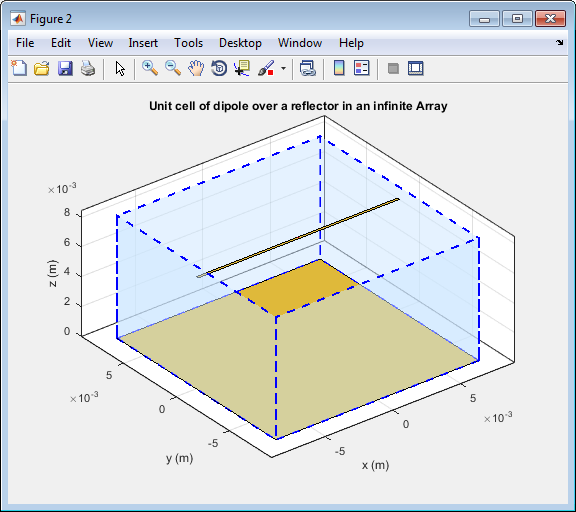 Figure 2
File Edit View Insert Tools Desktop Window Help
Unit cell of dipole over a reflector in an infinite Array
×10⁻³
8
6
4
2
0
z (m)
5
×10⁻³
0
-5
y (m)
-5
0
5
×10⁻³
x (m)